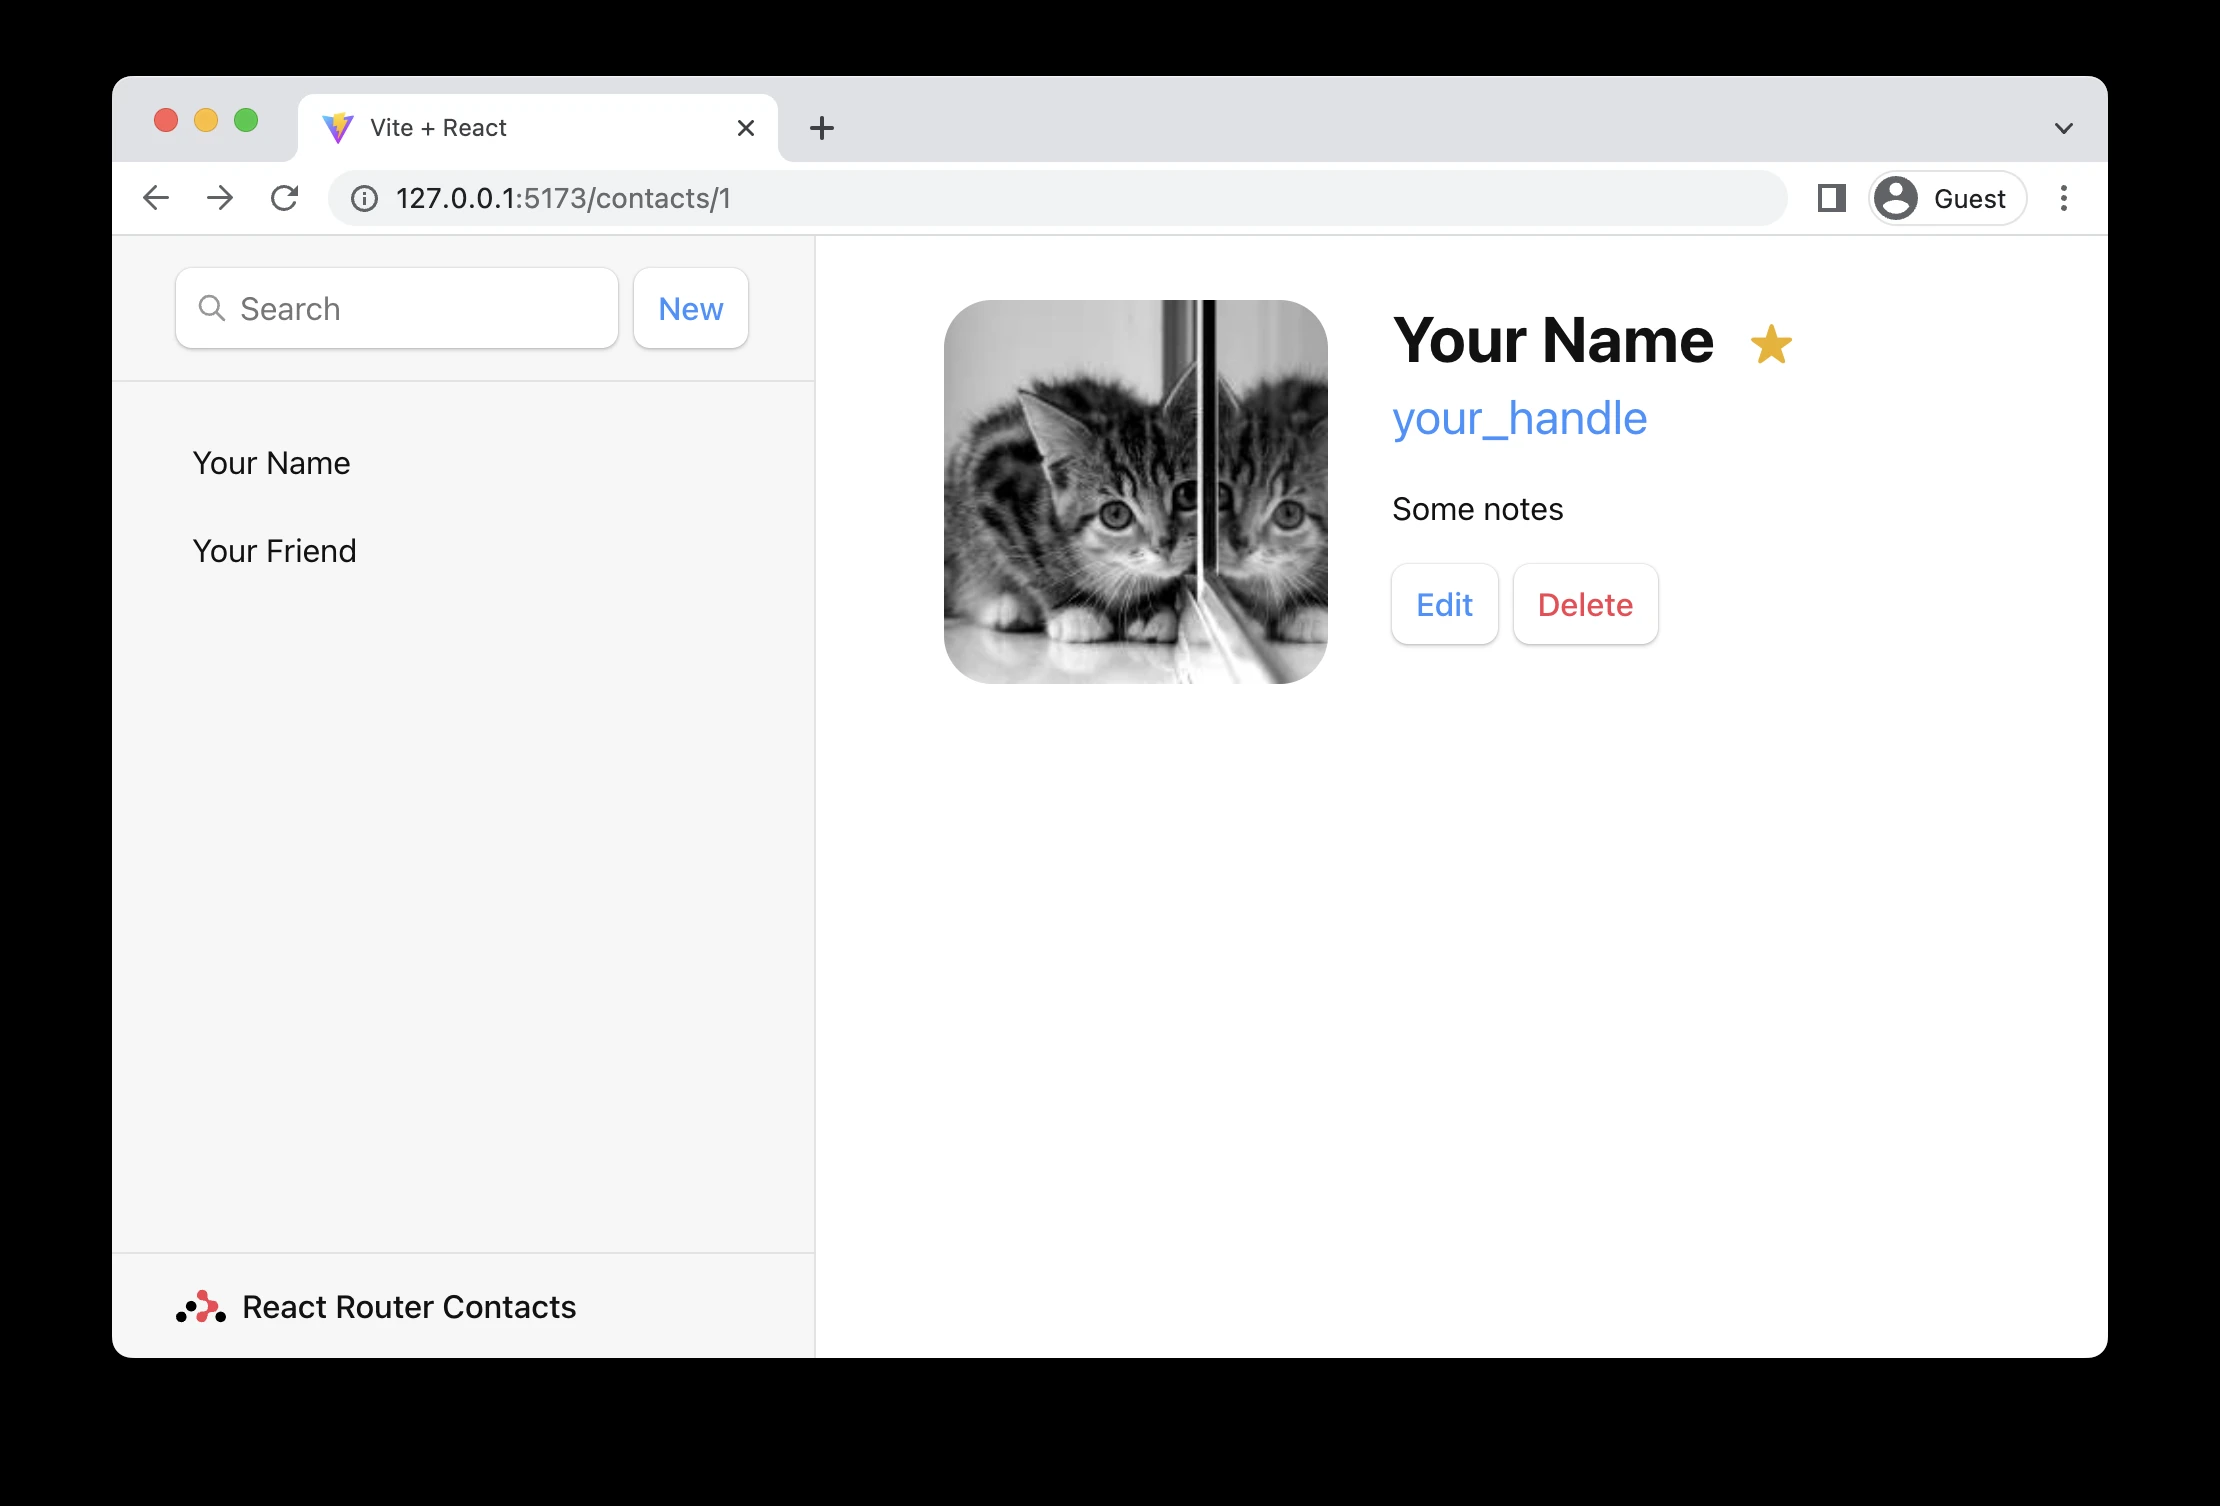 Vite + React
127.0.0.1:5173/contacts/1
Guest
Search
New
Your Name
Your Friend
React Router Contacts
Your Name
your_handle
Some notes
Edit
Delete